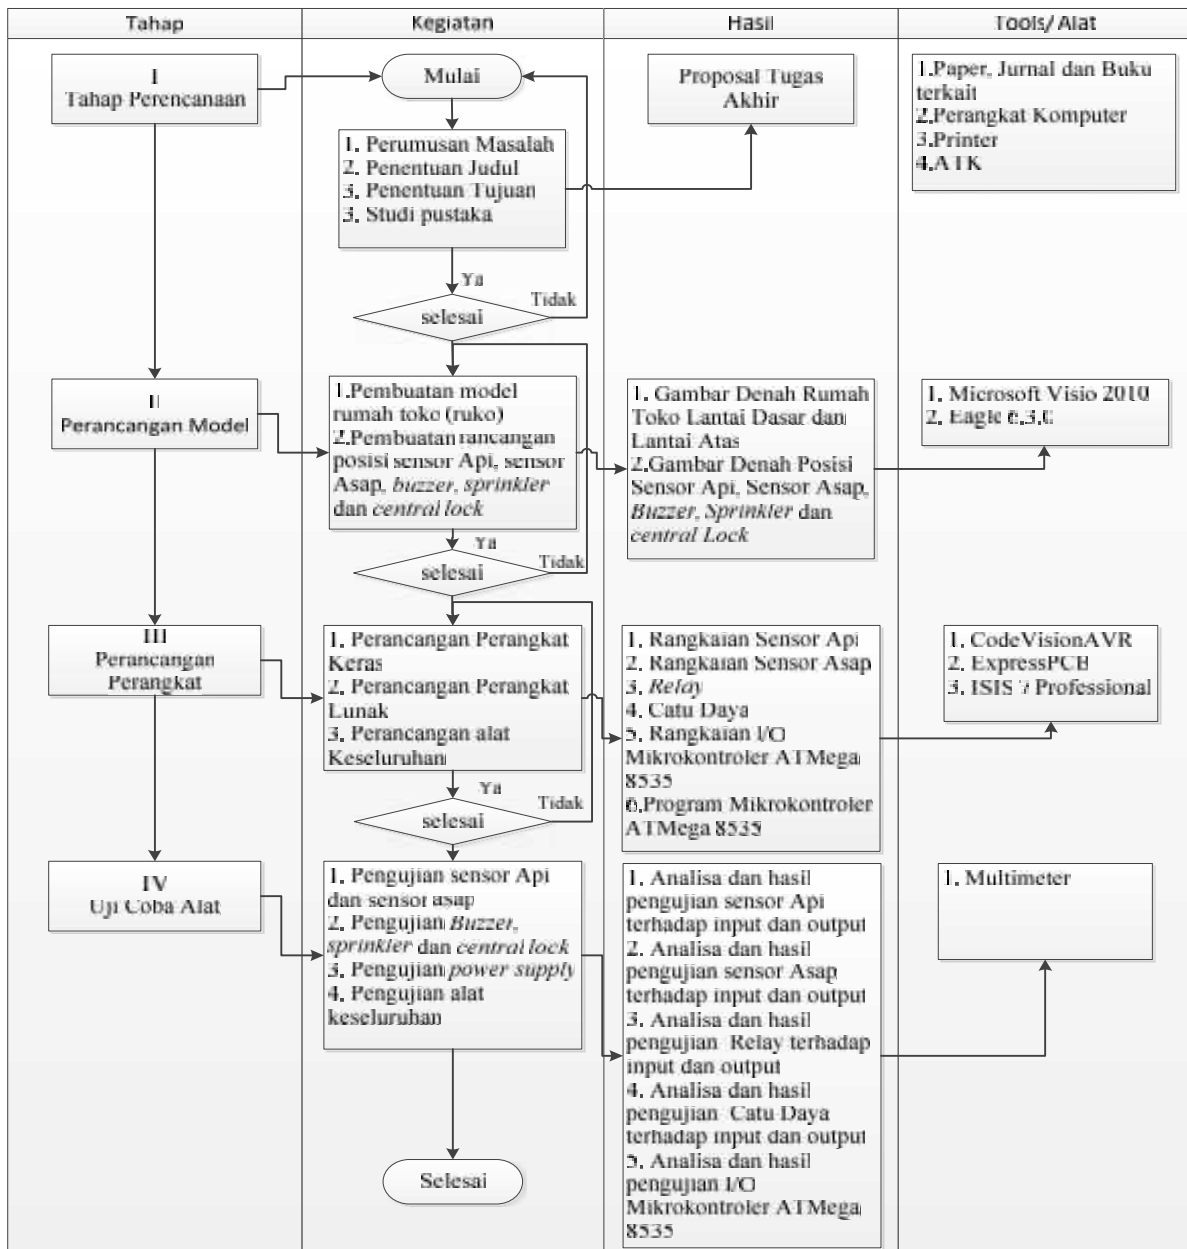 Tahap
Kegiatan
Hasil
Tools/ Alat
I
Tahap Perencanaan
Mulai
1. Perumusan Masalah
2. Penentuan Judul
3. Penentuan Tujuan
3. Studi pustaka
Proposal Tugas
Akhir
1.Paper, Jurnal dan Buku
terkait
2.Perangkat Komputer
3.Printer
4.ATK
Ya
selesai
Tidak
II
Perancangan Model
1.Pembuatan model
rumah toko (ruko)
2.Pembuatan rancangan
posisi sensor Api, sensor
Asap, buzzer, sprinkler
dan central lock
1. Gambar Denah Rumah
Toko Lantai Dasar dan
Lantai Atas
2.Gambar Denah Posisi
Sensor Api, Sensor Asap,
Buzzer, Sprinkler dan
central Lock
1. Microsoft Visio 2010
2. Eagle 6.3.0
Ya
selesai
Tidak
III
Perancangan
Perangkat
1. Perancangan Perangkat
Keras
2. Perancangan Perangkat
Lunak
3. Perancangan alat
Keseluruhan
1. Rangkaian Sensor Api
2. Rangkaian Sensor Asap
3. Relay
4. Catu Daya
5. Rangkaian I/O
Mikrokontroler ATMega
8535
6.Program Mikrokontroler
ATMega 8535
1. CodeVisionAVR
2. ExpressPCB
3. ISIS 7 Professional
Ya
selesai
Tidak
IV
Uji Coba Alat
1. Pengujian sensor Api
dan sensor asap
2. Pengujian Buzzer,
sprinkler dan central lock
3. Pengujian power supply
4. Pengujian alat
keseluruhan
1. Analisa dan hasil
pengujian sensor Api
terhadap input dan output
2. Analisa dan hasil
pengujian sensor Asap
terhadap input dan output
3. Analisa dan hasil
pengujian Relay terhadap
input dan output
4. Analisa dan hasil
pengujian Catu Daya
terhadap input dan output
5. Analisa dan hasil
pengujian I/O
Mikrokontroler ATMega
8535
1. Multimeter
Selesai